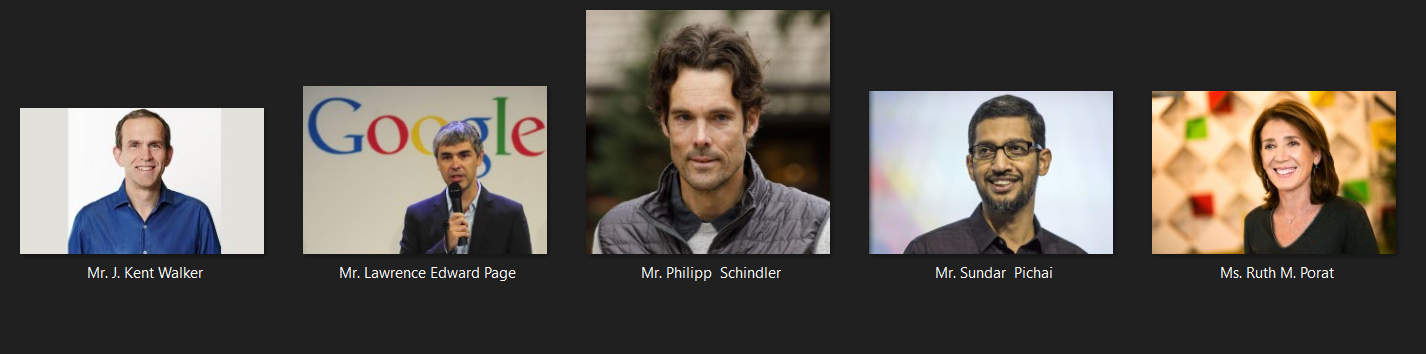 Google
Mr. J. Kent Walker
Mr. Lawrence Edward Page
Mr. Philipp  Schindler
Mr. Sundar  Pichai
Ms. Ruth M. Porat